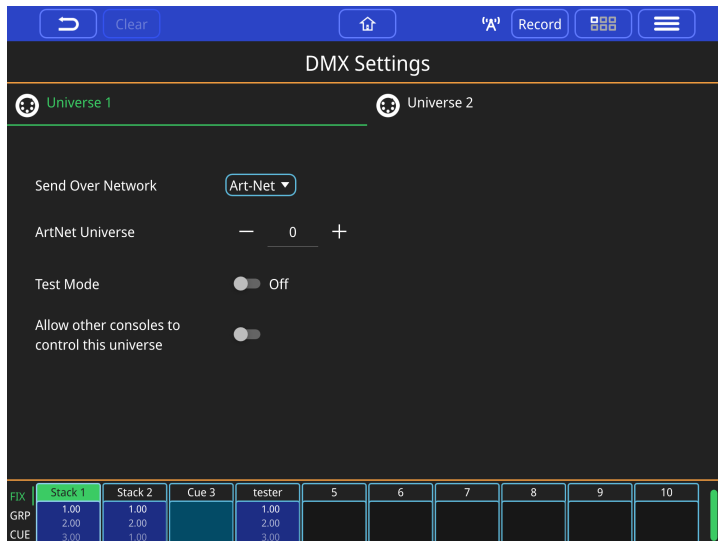 Clear
"A"
Record
DMX Settings
Universe 1
Universe 2
Send Over Network
Art-Net
ArtNet Universe
0
Test Mode
Off
Allow other consoles to
control this universe
FIX
Stack 1
Stack 2
Cue 3
tester
5
6
7
8
9
10
GRP
1.00
1.00
1.00
2.00
2.00
2.00
CUE
3.00
1.00
3.00